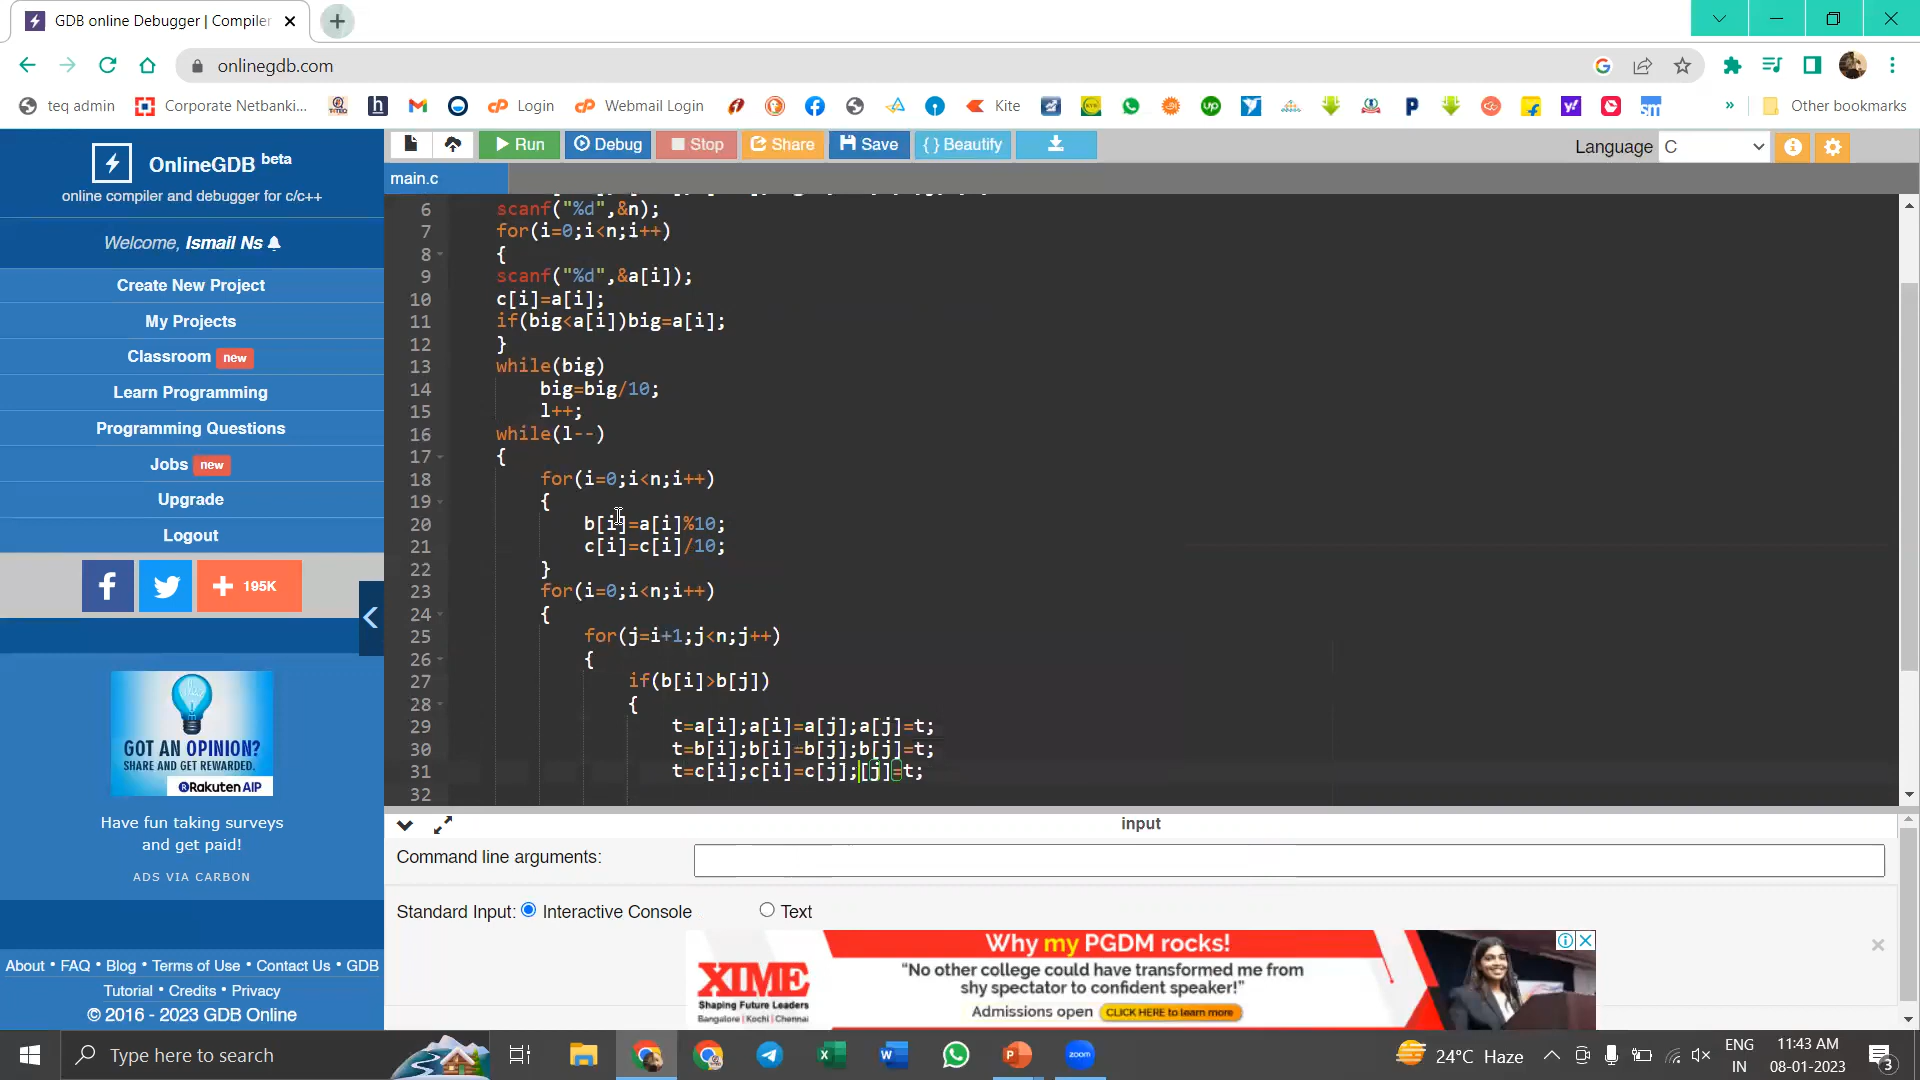 GDB online Debugger | Compiler
onlinegdb.com
teq admin
Corporate Netbanki...
Login
Webmail Login
Kite
Other bookmarks
OnlineGDB beta
online compiler and debugger for c/c++
Welcome, Ismail Ns
Create New Project
My Projects
Classroom new
Learn Programming
Programming Questions
Jobs new
Upgrade
Logout
195K
GOT AN OPINION?
SHARE AND GET REWARDED.
Rakuten AIP
Have fun taking surveys
and get paid!
ADS VIA CARBON
About • FAQ • Blog • Terms of Use • Contact Us • GDB
Tutorial • Credits • Privacy
© 2016 - 2023 GDB Online
Run
Debug
Stop
Share
Save
{ } Beautify
Language C
main.c
6 scanf("%d",&n);
7 for(i=0;i<n;i++)
8 {
9 scanf("%d",&a[i]);
10 c[i]=a[i];
11 if(big<a[i])big=a[i];
12 }
13 while(big)
14 big=big/10;
15 l++;
16 while(l--)
17 {
18 for(i=0;i<n;i++)
19 {
20 b[i]=a[i]%10;
21 c[i]=c[i]/10;
22 }
23 for(i=0;i<n;i++)
24 {
25 for(j=i+1;j<n;j++)
26 {
27 if(b[i]>b[j])
28 {
29 t=a[i];a[i]=a[j];a[j]=t;
30 t=b[i];b[i]=b[j];b[j]=t;
31 t=c[i];c[i]=c[j];[j]=t;
32
input
Command line arguments:
Standard Input: Interactive Console Text
XIME
Shaping Future Leaders
Bangalore | Kochi | Chennai
Why my PGDM rocks!
"No other college could have transformed me from
shy spectator to confident speaker!"
Admissions open CLICK HERE to learn more
Type here to search
zoom
24°C Haze
ENG
IN
11:43 AM
08-01-2023
3